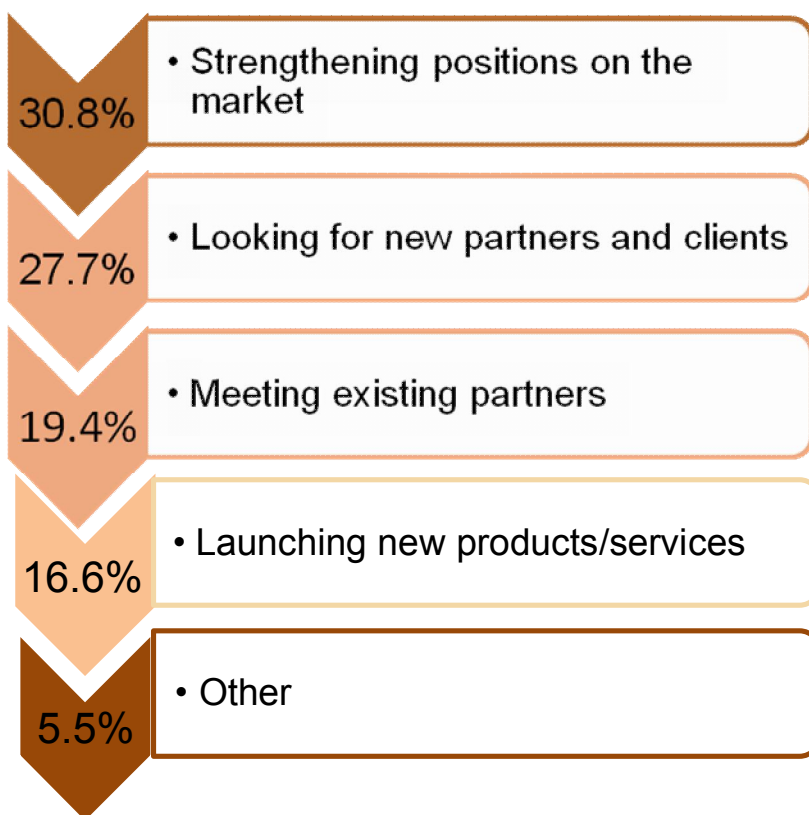 30.8%
• Strengthening positions on the
market
27.7%
• Looking for new partners and clients
19.4%
• Meeting existing partners
16.6%
• Launching new products/services
5.5%
• Other